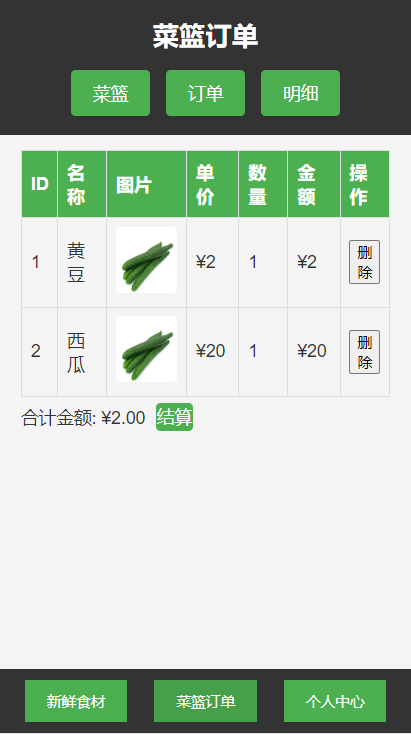 菜篮订单
菜篮 订单 明细
ID 名称 图片 单价 数量 金额 操作
1 黄豆 ¥2 1 ¥2 删除
2 西瓜 ¥20 1 ¥20 删除
合计金额: ¥2.00 结算
新鲜食材 菜篮订单 个人中心